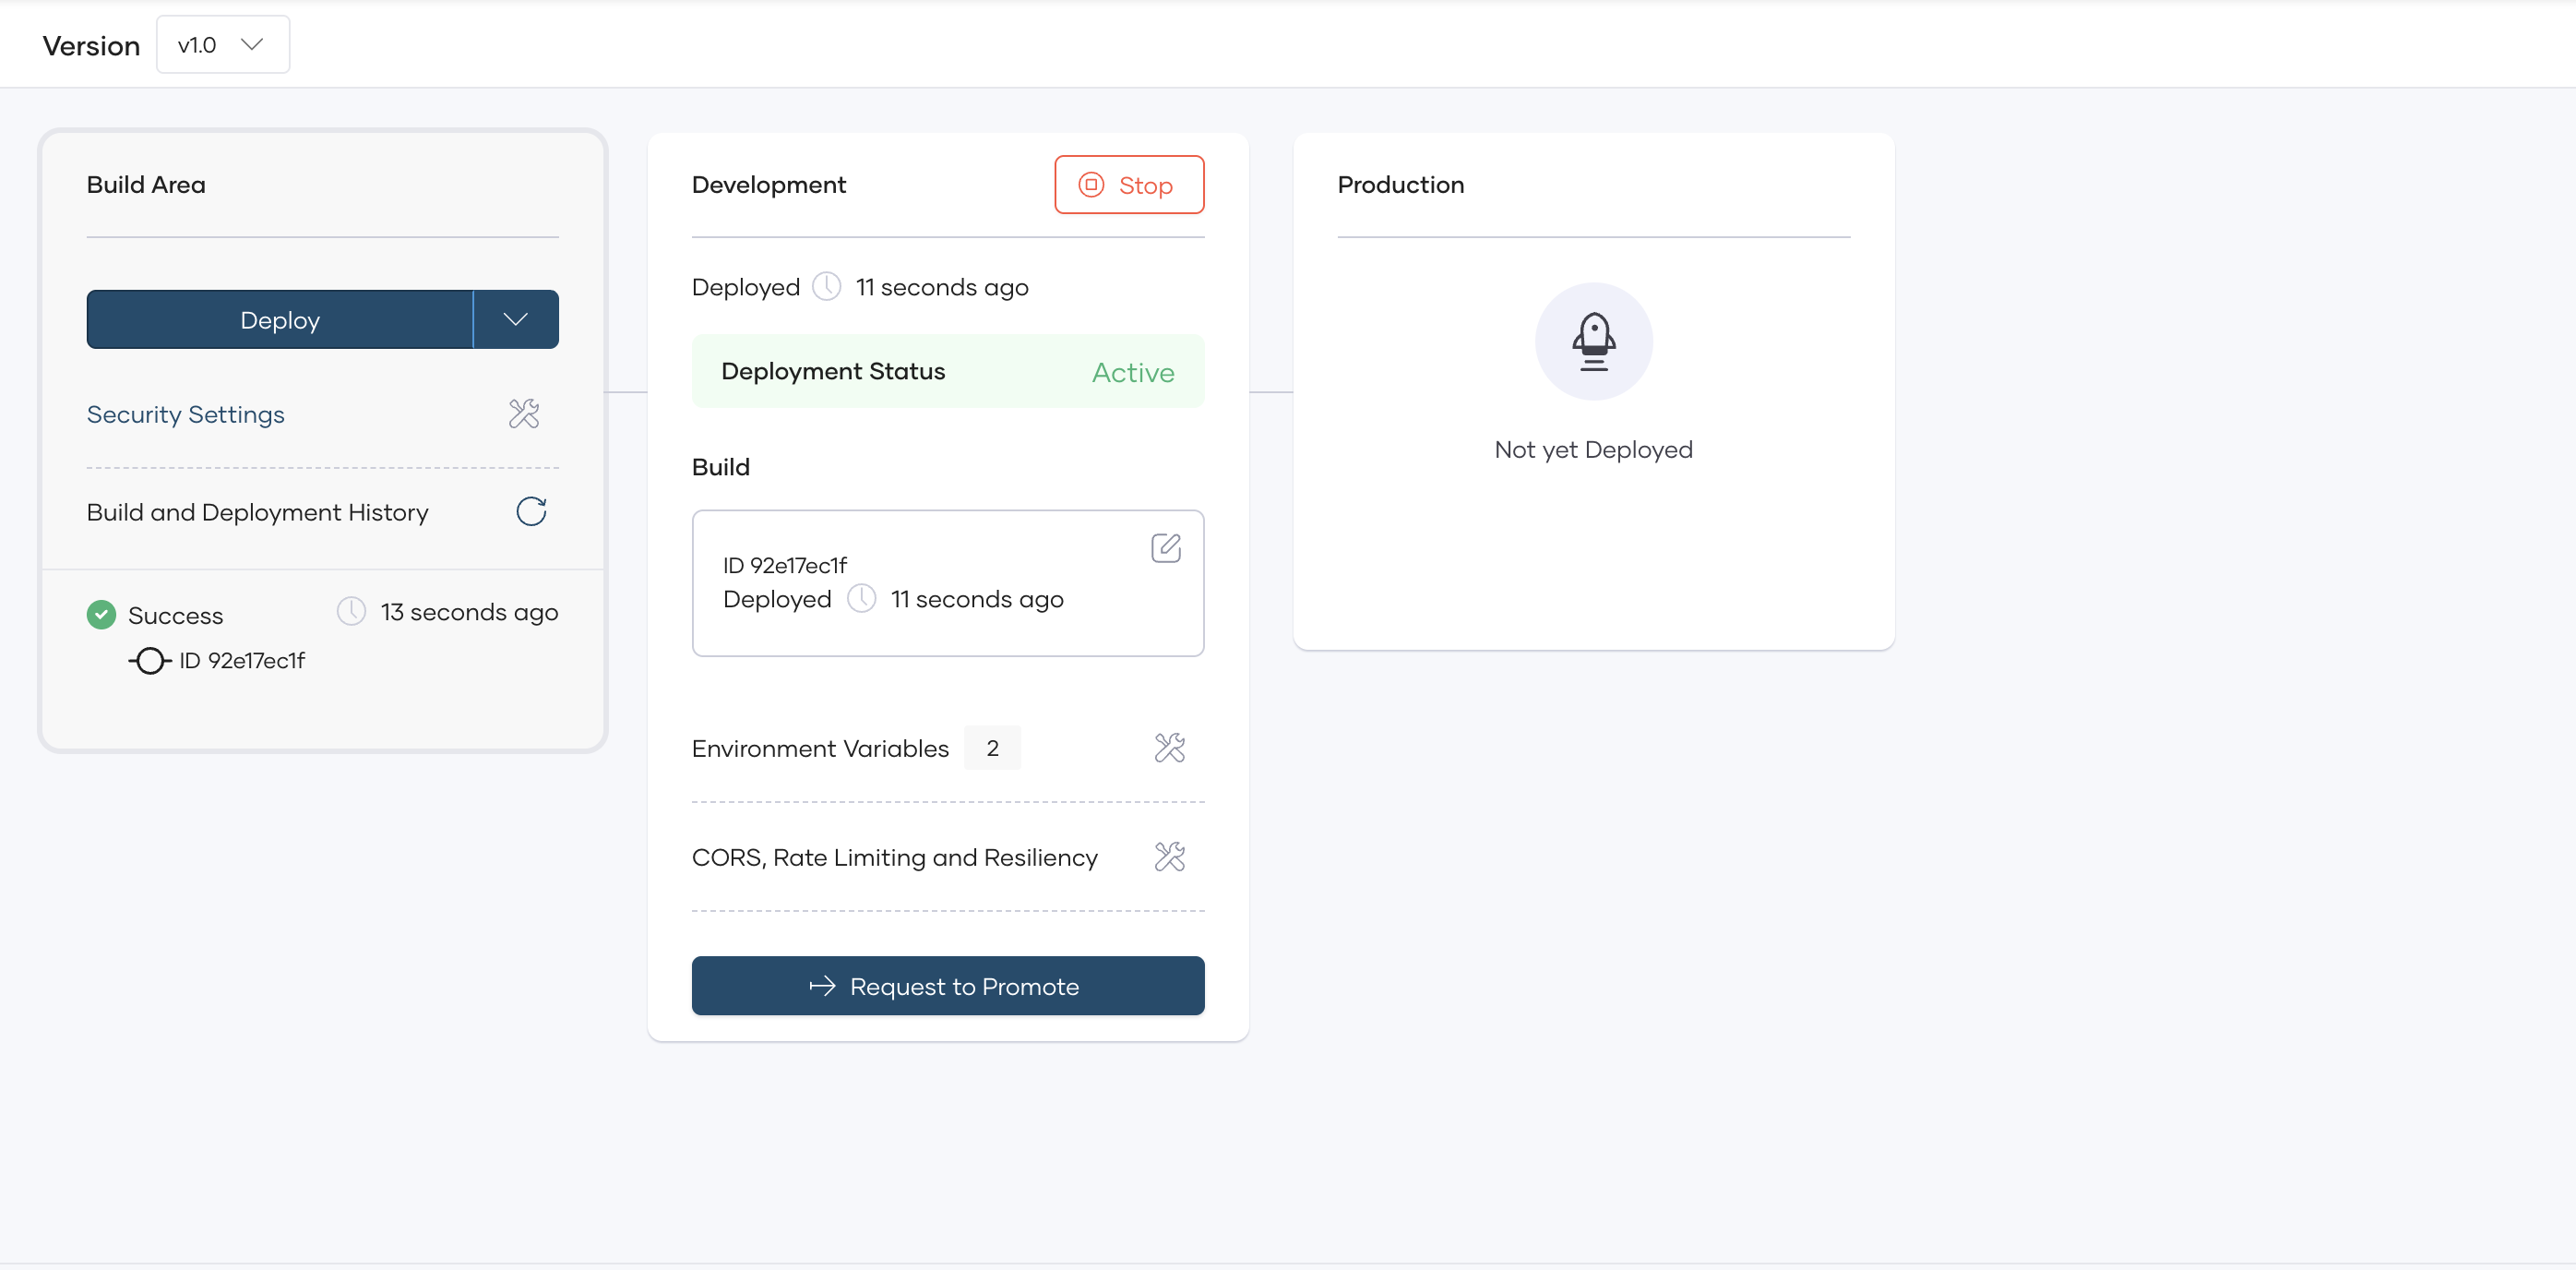 Version
v1.0
Build Area
Deploy
Security Settings
Build and Deployment History
Success
13 seconds ago
ID 92e17ec1f
Development
Stop
Deployed 11 seconds ago
Deployment Status
Active
Build
ID 92e17ec1f
Deployed 11 seconds ago
Environment Variables 2
CORS, Rate Limiting and Resiliency
Request to Promote
Production
Not yet Deployed